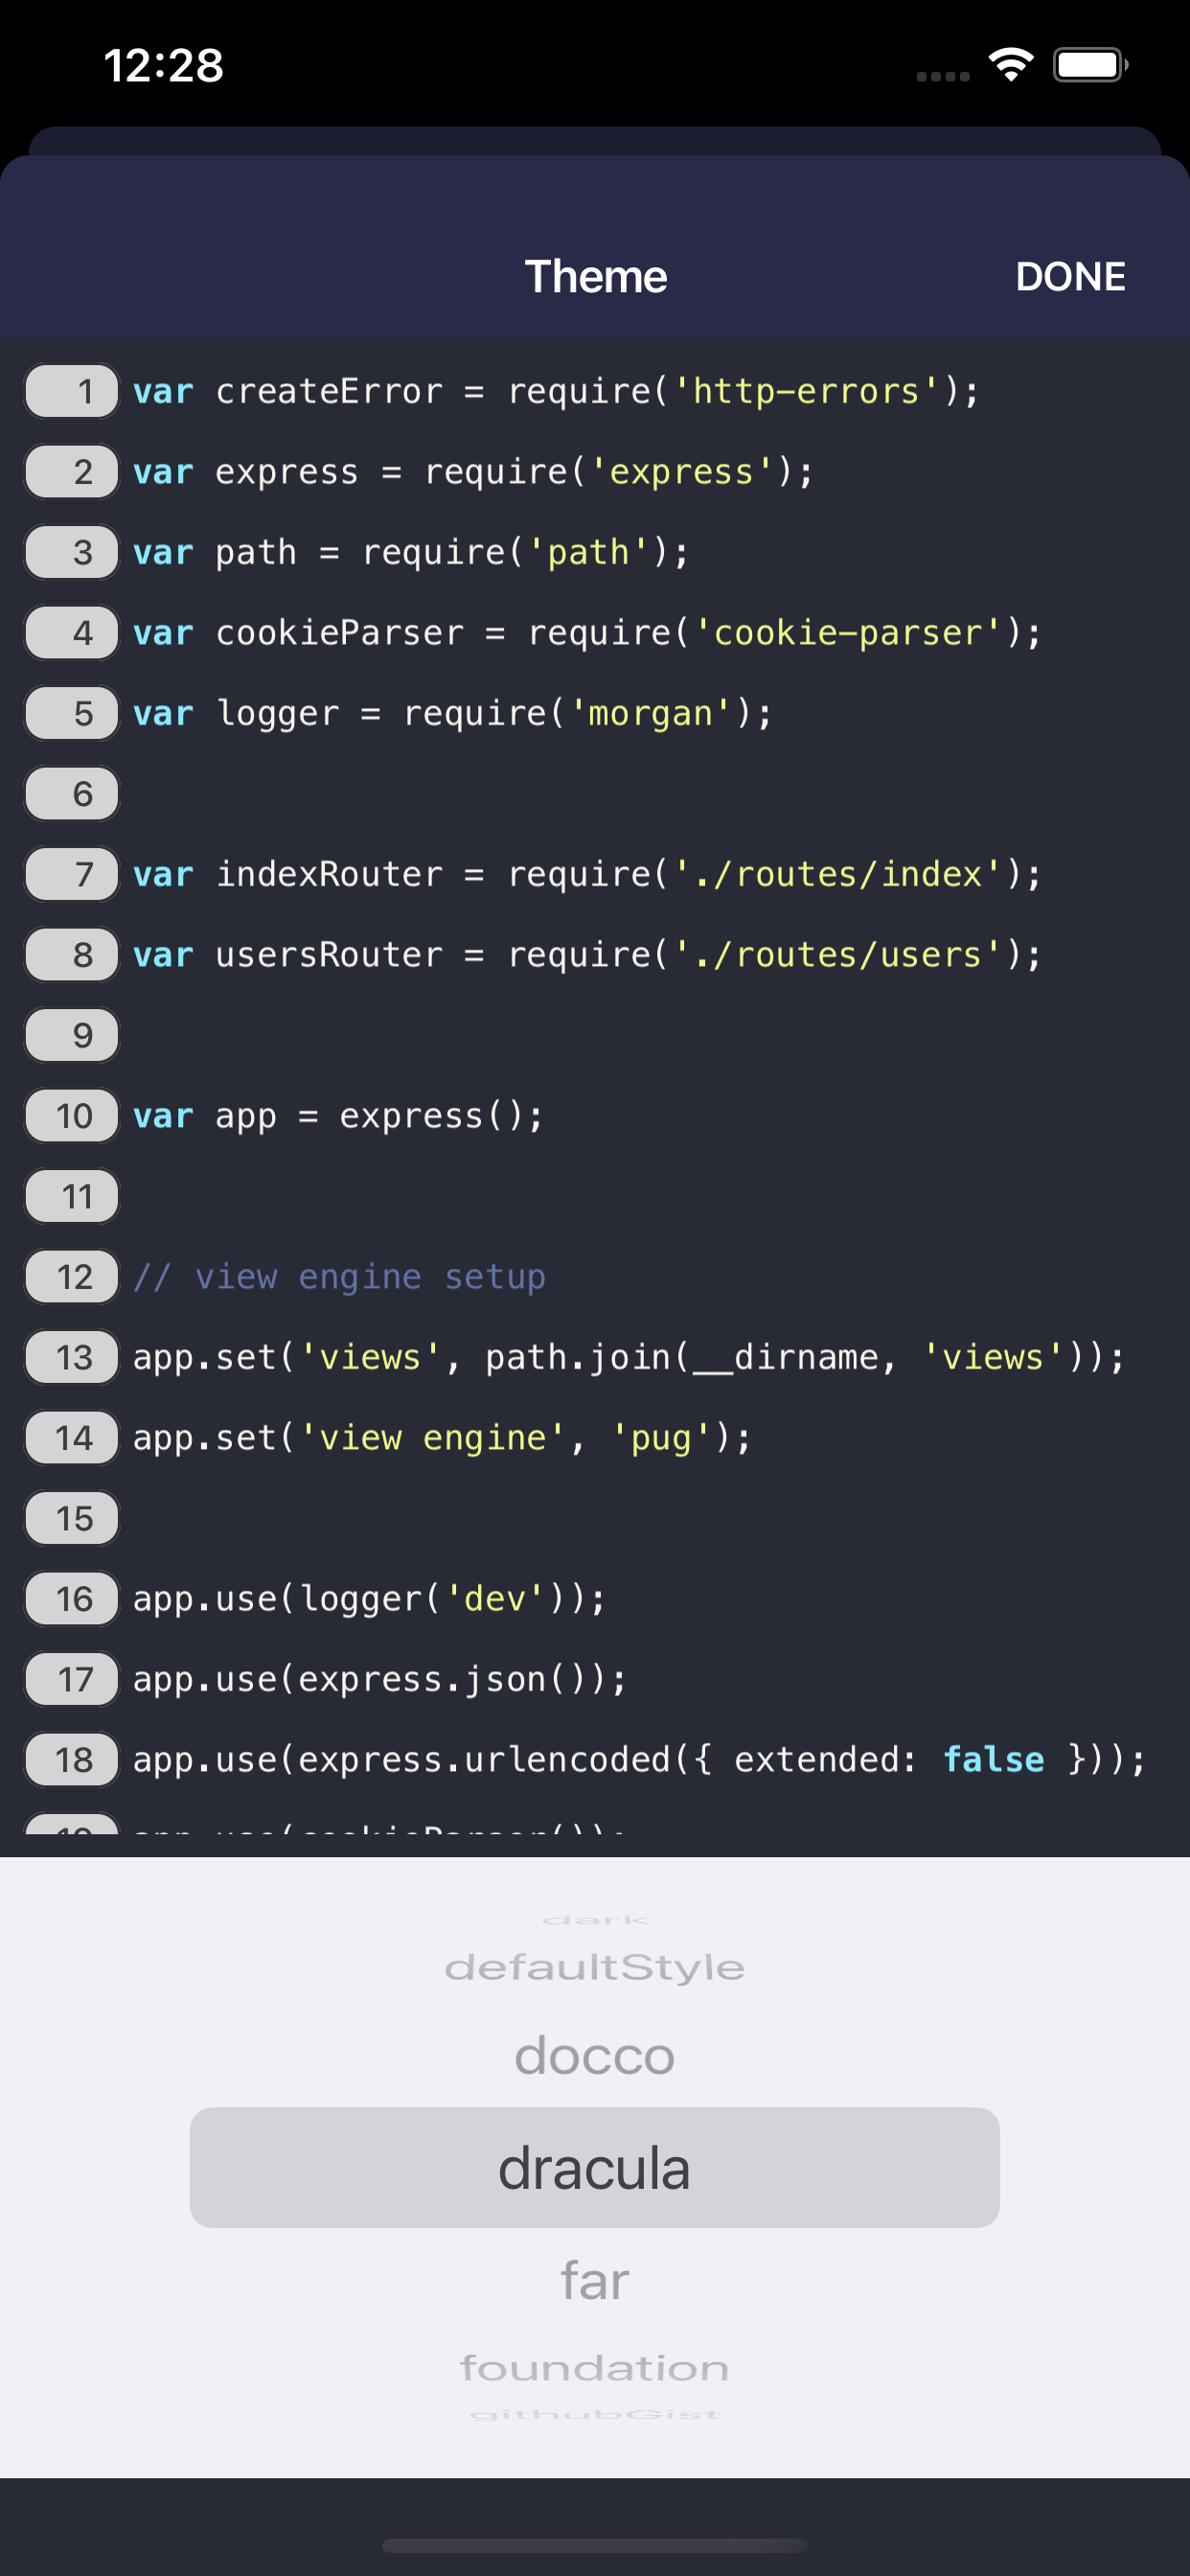 12:28
Theme DONE
1 var createError = require('http-errors');
2 var express = require('express');
3 var path = require('path');
4 var cookieParser = require('cookie-parser');
5 var logger = require('morgan');
6
7 var indexRouter = require('./routes/index');
8 var usersRouter = require('./routes/users');
9
10 var app = express();
11
12 // view engine setup
13 app.set('views', path.join(__dirname, 'views'));
14 app.set('view engine', 'pug');
15
16 app.use(logger('dev'));
17 app.use(express.json());
18 app.use(express.urlencoded({ extended: false }));
19 app.use(cookieParser());
dark
defaultStyle
docco
dracula
far
foundation
githubGist